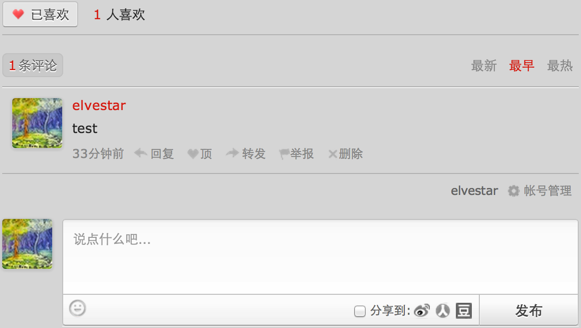 已喜欢 1 人喜欢
1 条评论 最新 最早 最热
elvestar
test
33分钟前 回复 顶 转发 举报 删除
elvestar 帐号管理
说点什么吧...
分享到: 人 豆 发布